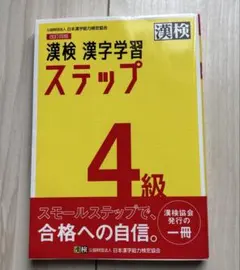 公益財団法人 日本漢字能力検定協会
漢検
改訂四版
漢検 漢字学習
ステップ
4級
スモールステップで、
合格への自信。
漢検協会
発行の
一冊
漢検 公益財団法人 日本漢字能力検定協会